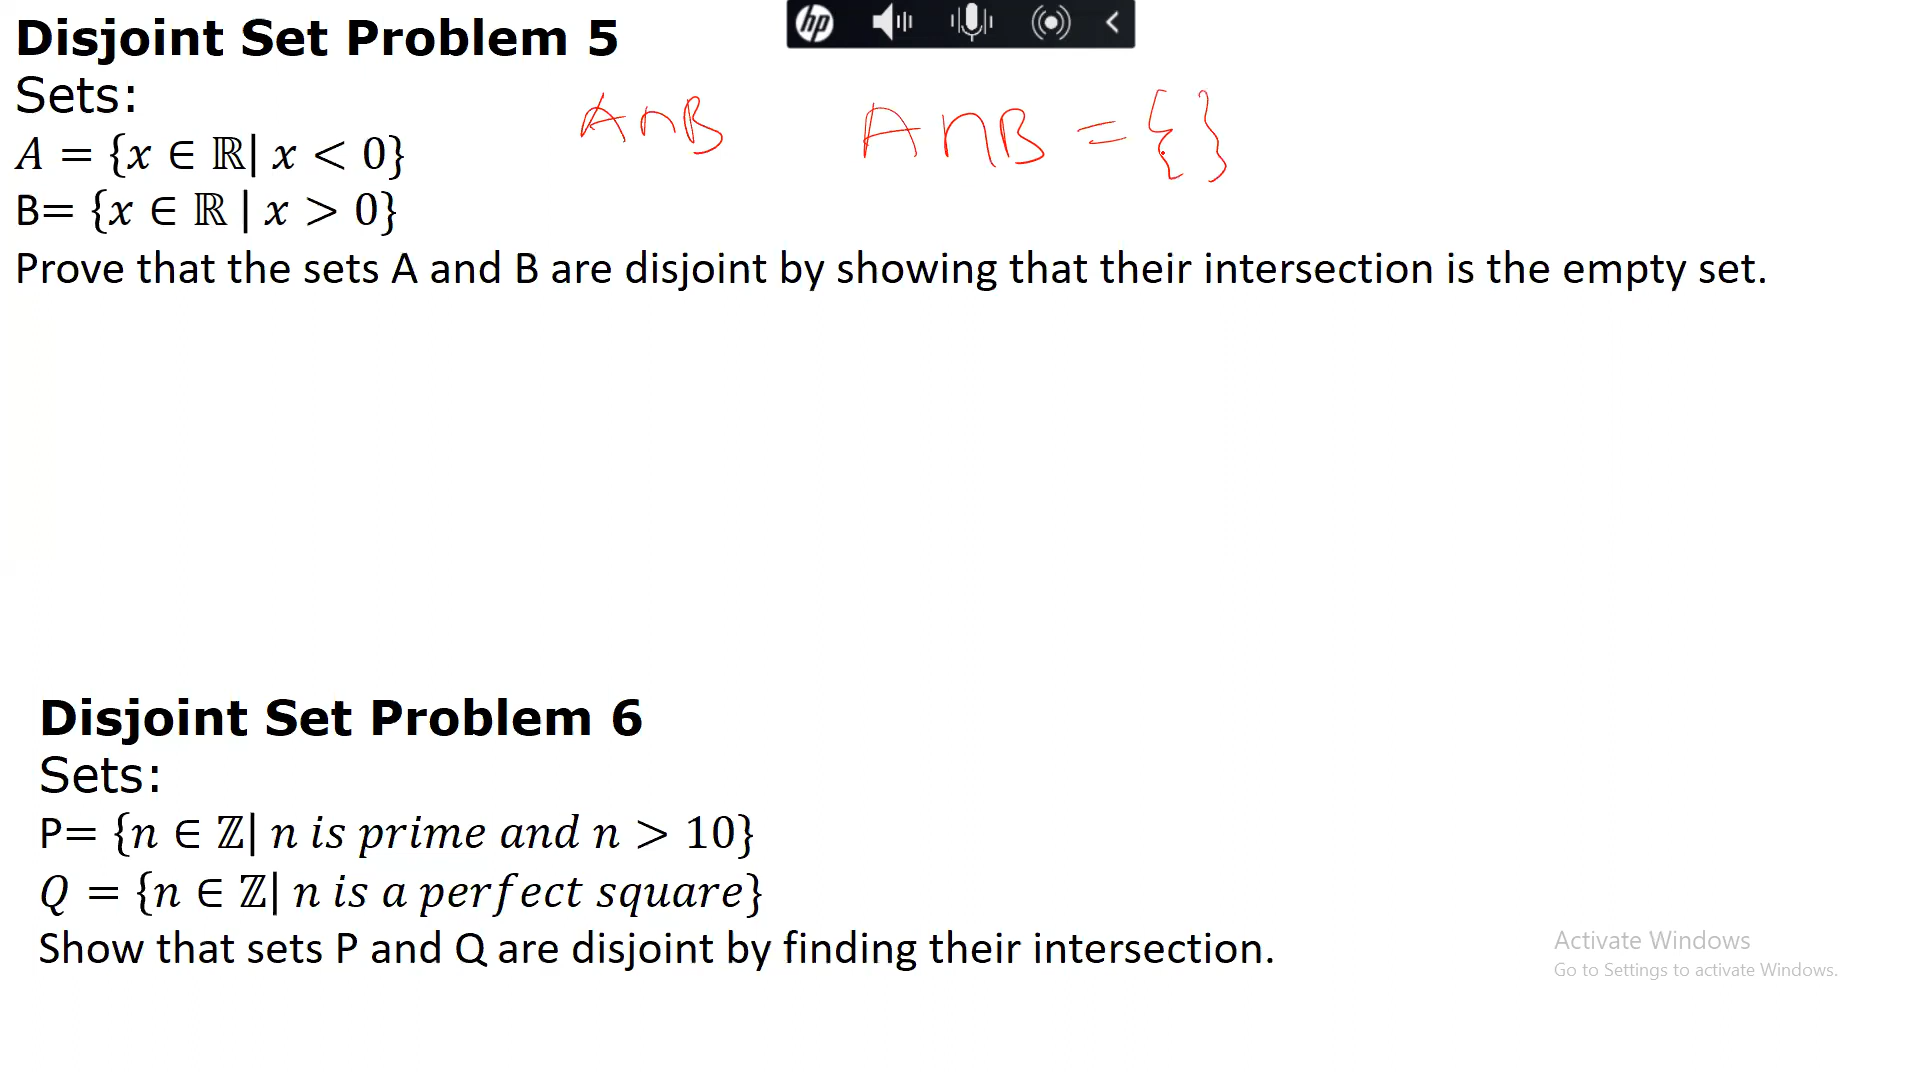 Disjoint Set Problem 5
hp
Sets:
A∩B A∩B = {}
A = {x ∈ ℝ| x < 0}
B= {x ∈ ℝ | x > 0}
Prove that the sets A and B are disjoint by showing that their intersection is the empty set.
Disjoint Set Problem 6
Sets:
P= {n ∈ ℤ| n is prime and n > 10}
Q = {n ∈ ℤ| n is a perfect square}
Show that sets P and Q are disjoint by finding their intersection.
Activate Windows
Go to Settings to activate Windows.